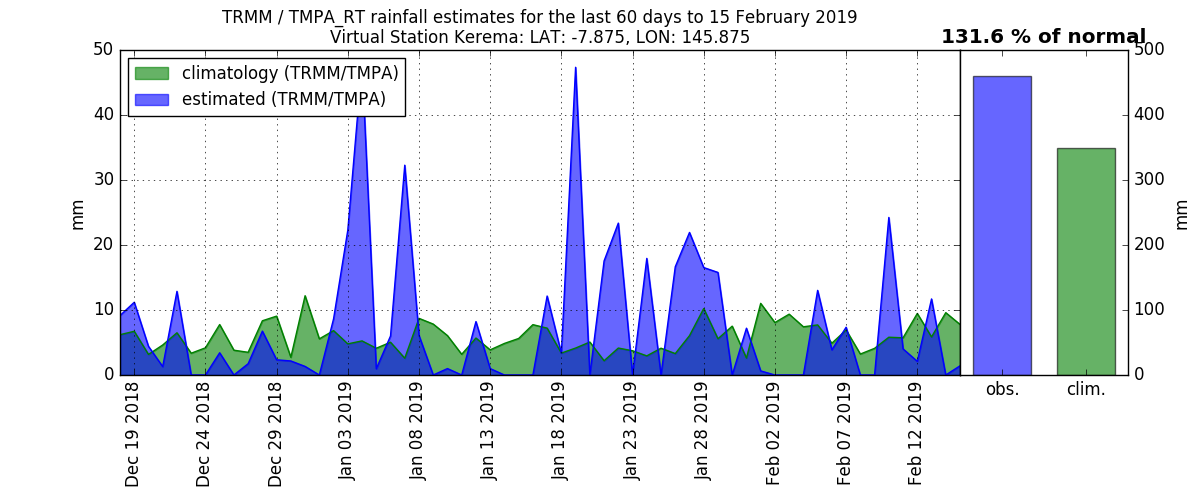 TRMM / TMPA_RT rainfall estimates for the last 60 days to 15 February 2019
Virtual Station Kerema: LAT: -7.875, LON: 145.875
131.6 % of normal
climatology (TRMM/TMPA)
estimated (TRMM/TMPA)
50
40
30
20
10
0
mm
Dec 19 2018
Dec 24 2018
Dec 29 2018
Jan 03 2019
Jan 08 2019
Jan 13 2019
Jan 18 2019
Jan 23 2019
Jan 28 2019
Feb 02 2019
Feb 07 2019
Feb 12 2019
obs.
clim.
500
400
300
200
100
0
mm